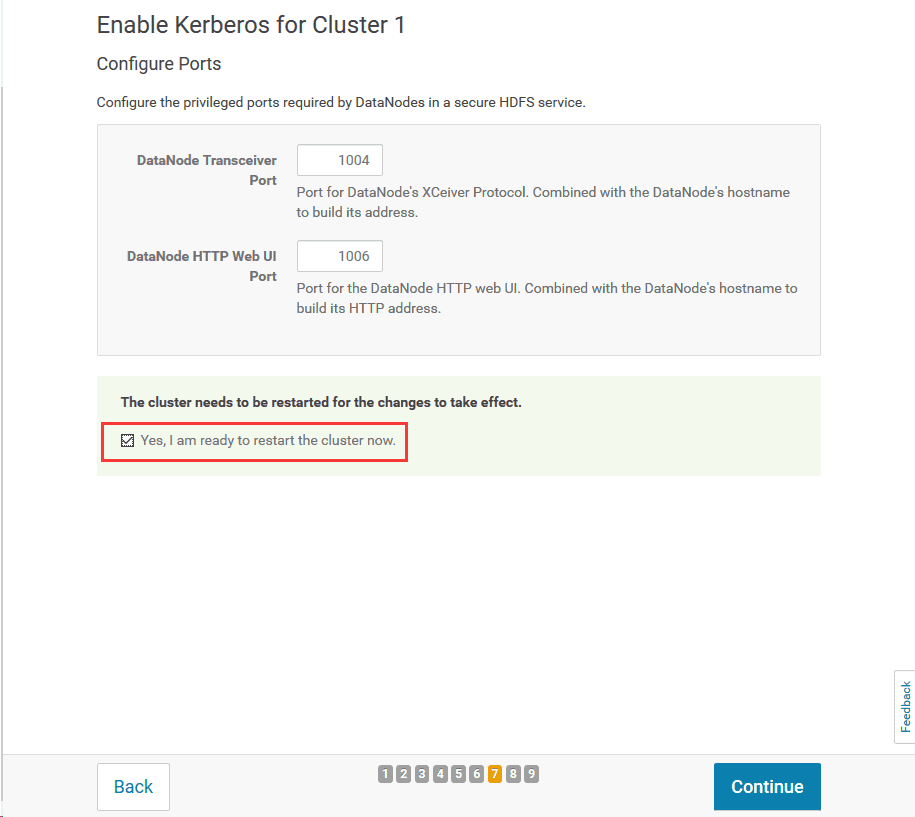 Enable Kerberos for Cluster 1
Configure Ports
Configure the privileged ports required by DataNodes in a secure HDFS service.
DataNode Transceiver
Port
1004
Port for DataNode's XCeiver Protocol. Combined with the DataNode's hostname
to build its address.
DataNode HTTP Web UI
Port
1006
Port for the DataNode HTTP web UI. Combined with the DataNode's hostname to
build its HTTP address.
The cluster needs to be restarted for the changes to take effect.
Yes, I am ready to restart the cluster now.
Feedback
Back
1 2 3 4 5 6 7 8 9
Continue